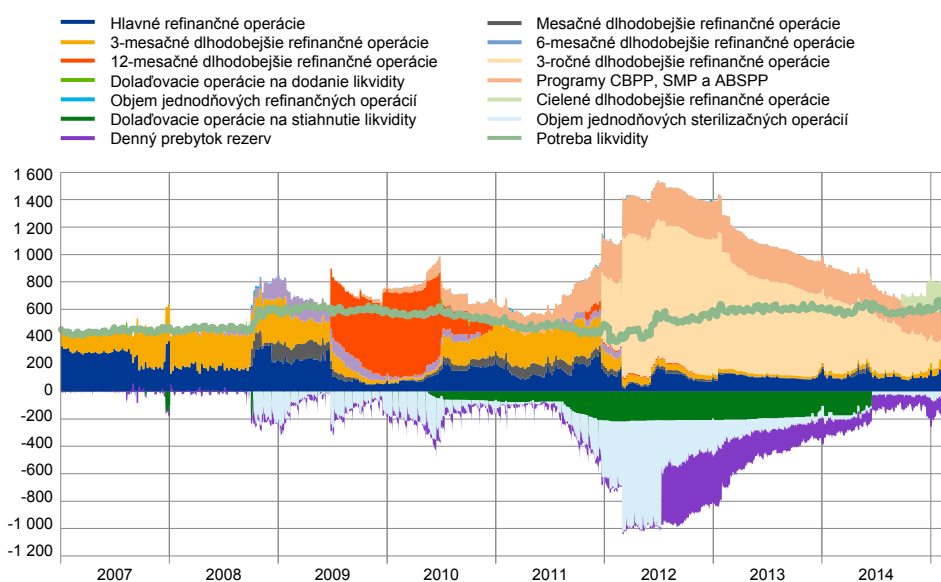 Hlavné refinančné operácie
3-mesačné dlhodobejšie refinančné operácie
12-mesačné dlhodobejšie refinančné operácie
Dolaďovacie operácie na dodanie likvidity
Objem jednodňových refinančných operácií
Dolaďovacie operácie na stiahnutie likvidity
Denný prebytok rezerv
Mesačné dlhodobejšie refinančné operácie
6-mesačné dlhodobejšie refinančné operácie
3-ročné dlhodobejšie refinančné operácie
Programy CBPP, SMP a ABSPP
Cielené dlhodobejšie refinančné operácie
Objem jednodňových sterilizačných operácií
Potreba likvidity
1 600
1 400
1 200
1 000
800
600
400
200
0
-200
-400
-600
-800
-1 000
-1 200
2007 2008 2009 2010 2011 2012 2013 2014